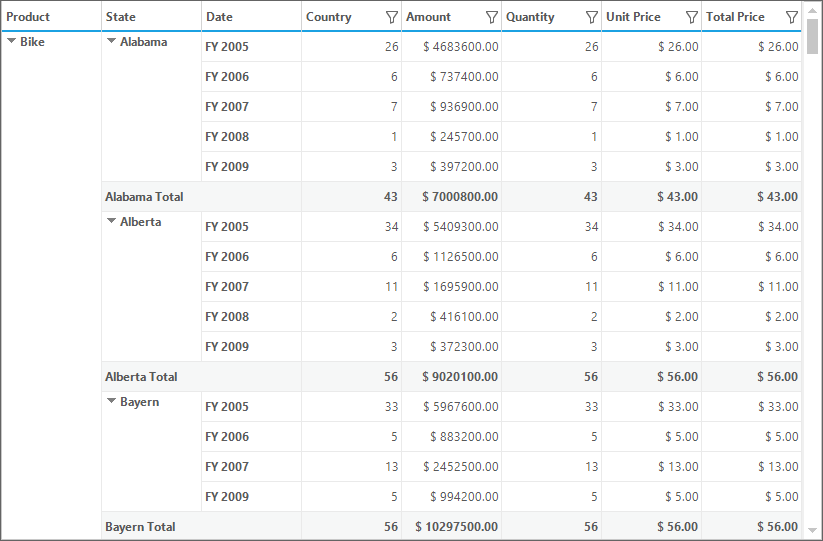 Product State Date Country Amount Quantity Unit Price Total Price
Bike Alabama FY 2005 26 $ 4683600.00 26 $ 26.00 $ 26.00
FY 2006 6 $ 737400.00 6 $ 6.00 $ 6.00
FY 2007 7 $ 936900.00 7 $ 7.00 $ 7.00
FY 2008 1 $ 245700.00 1 $ 1.00 $ 1.00
FY 2009 3 $ 397200.00 3 $ 3.00 $ 3.00
Alabama Total 43 $ 7000800.00 43 $ 43.00 $ 43.00
Alberta FY 2005 34 $ 5409300.00 34 $ 34.00 $ 34.00
FY 2006 6 $ 1126500.00 6 $ 6.00 $ 6.00
FY 2007 11 $ 1695900.00 11 $ 11.00 $ 11.00
FY 2008 2 $ 416100.00 2 $ 2.00 $ 2.00
FY 2009 3 $ 372300.00 3 $ 3.00 $ 3.00
Alberta Total 56 $ 9020100.00 56 $ 56.00 $ 56.00
Bayern FY 2005 33 $ 5967600.00 33 $ 33.00 $ 33.00
FY 2006 5 $ 883200.00 5 $ 5.00 $ 5.00
FY 2007 13 $ 2452500.00 13 $ 13.00 $ 13.00
FY 2009 5 $ 994200.00 5 $ 5.00 $ 5.00
Bayern Total 56 $ 10297500.00 56 $ 56.00 $ 56.00